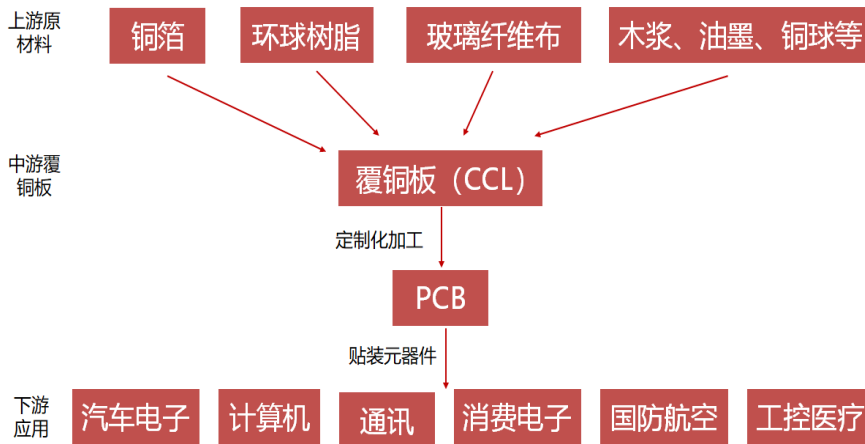 上游原
材料
铜箔
环球树脂
玻璃纤维布
木浆、油墨、铜球等
中游覆
铜板
覆铜板（CCL）
定制化加工
PCB
贴装元器件
下游
应用
汽车电子
计算机
通讯
消费电子
国防航空
工控医疗